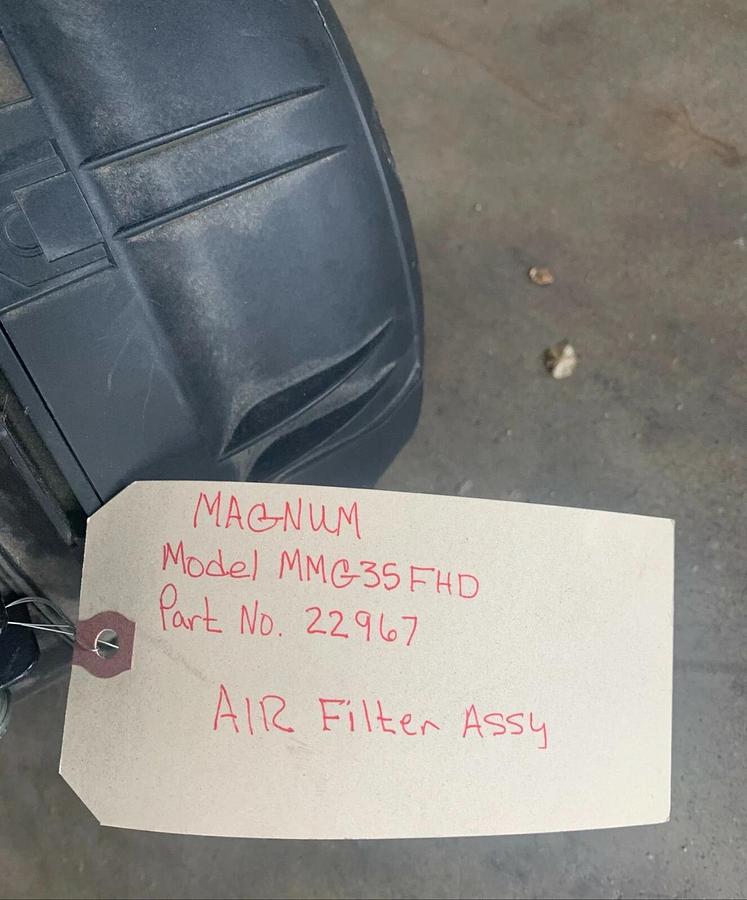 MAGNUM
Model MMG35FHD
Part No. 22967
AIR Filter Assy